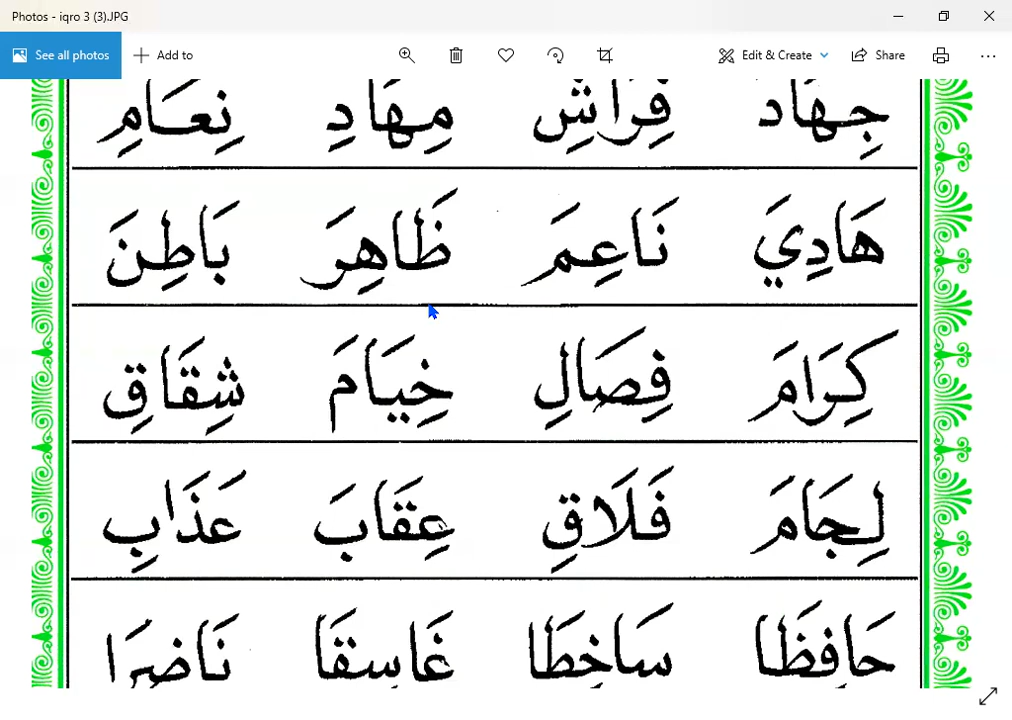 Photos - iqro 3 (3).JPG
See all photos Add to Edit & Create Share
جِهَادَ فِرَاشِ مِهَادِ نِعَامِ
هَادِيَ نَاعِمَ ظَاهِرَ بَاطِنَ
كِرَامَ فِصَالِ خِيَامَ شِقَاقِ
لِجَامَ فَلَاقِ عِقَابَ عَذَابِ
حَافِظَا سَاخِطَا غَاسِقَا نَاضِرَا